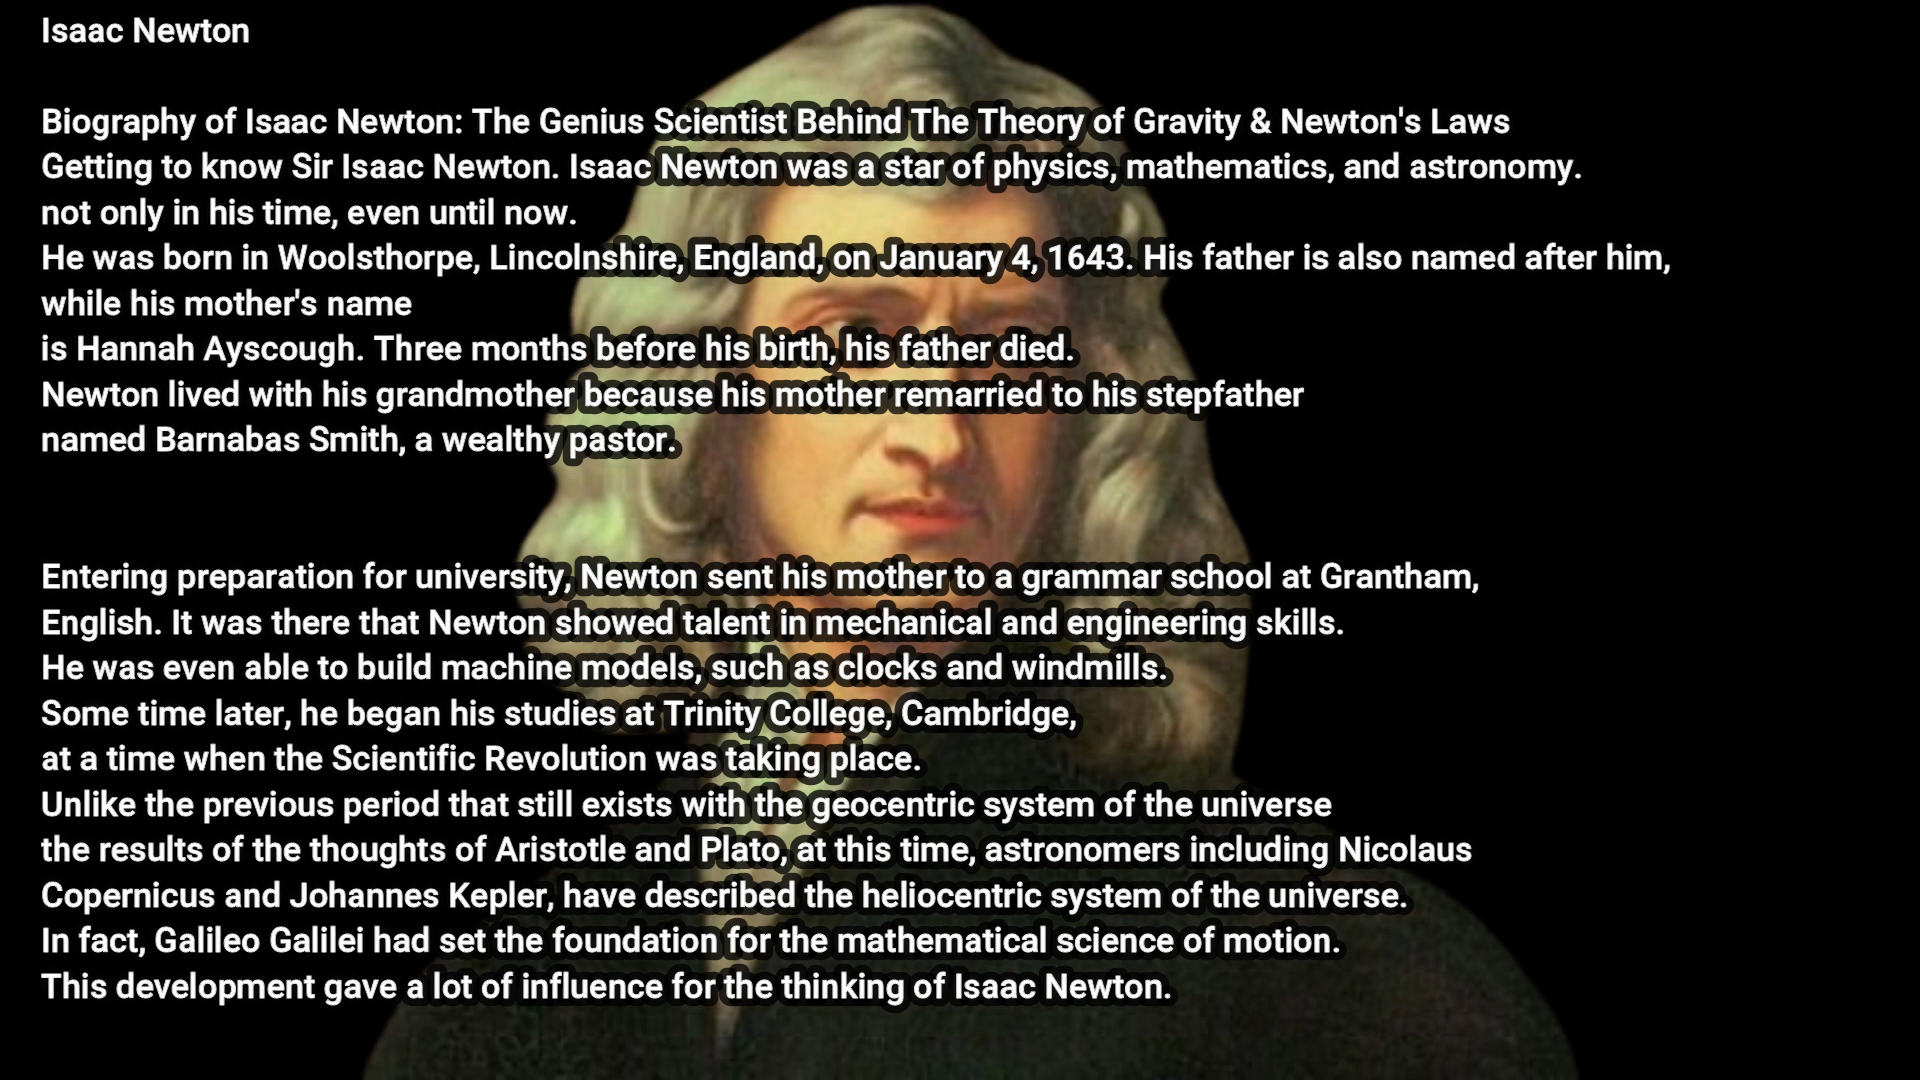 Isaac Newton
Biography of Isaac Newton: The Genius Scientist Behind The Theory of Gravity & Newton's Laws
Getting to know Sir Isaac Newton. Isaac Newton was a star of physics, mathematics, and astronomy.
not only in his time, even until now.
He was born in Woolsthorpe, Lincolnshire, England, on January 4, 1643. His father is also named after him,
while his mother's name
is Hannah Ayscough. Three months before his birth, his father died.
Newton lived with his grandmother because his mother remarried to his stepfather
named Barnabas Smith, a wealthy pastor.
Entering preparation for university, Newton sent his mother to a grammar school at Grantham,
English. It was there that Newton showed talent in mechanical and engineering skills.
He was even able to build machine models, such as clocks and windmills.
Some time later, he began his studies at Trinity College, Cambridge,
at a time when the Scientific Revolution was taking place.
Unlike the previous period that still exists with the geocentric system of the universe
the results of the thoughts of Aristotle and Plato, at this time, astronomers including Nicolaus
Copernicus and Johannes Kepler, have described the heliocentric system of the universe.
In fact, Galileo Galilei had set the foundation for the mathematical science of motion.
This development gave a lot of influence for the thinking of Isaac Newton.